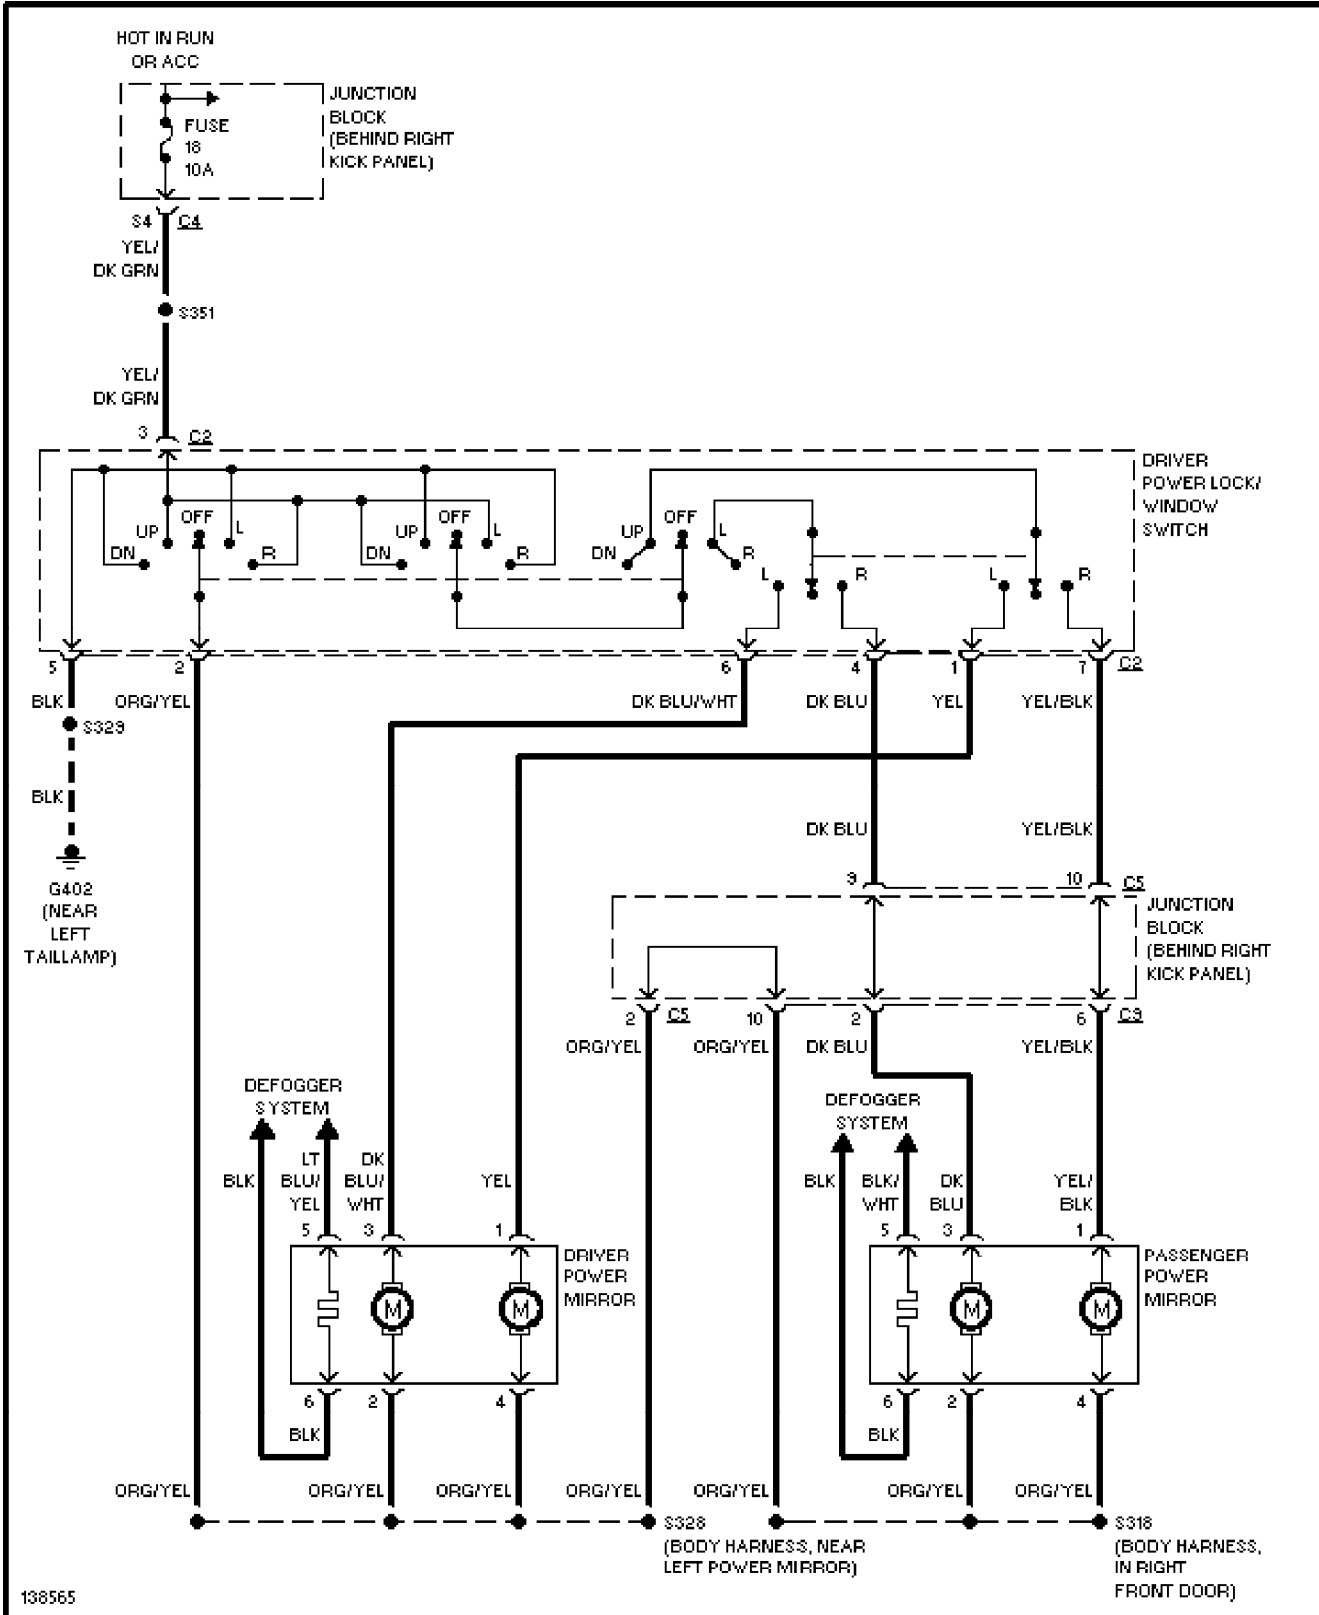 HOT IN RUN
OR ACC
JUNCTION
BLOCK
(BEHIND RIGHT
KICK PANEL)
FUSE
18
10A
S4 C4
YEL/
DK GRN
S351
YEL/
DK GRN
3 C2
DRIVER
POWER LOCK/
WINDOW
SWITCH
OFF
UP L
DN R
OFF
UP L
DN R
OFF
UP L
DN R
L R
L R
5 2 6 4 1 7 C2
BLK ORG/YEL DK BLU/WHT DK BLU YEL YEL/BLK
S329
BLK
G402
(NEAR
LEFT
TAILLAMP)
DK BLU YEL/BLK
9 10 C5
JUNCTION
BLOCK
(BEHIND RIGHT
KICK PANEL)
2 C5 10 2 6 C9
ORG/YEL ORG/YEL DK BLU YEL/BLK
DEFOGGER
SYSTEM
BLK
LT
BLU/
YEL
DK
BLU/
WHT
YEL
5 3 1
DRIVER
POWER
MIRROR
M M
6 2 4
BLK
DEFOGGER
SYSTEM
BLK
BLK/
WHT
DK
BLU
YEL/
BLK
5 3 1
PASSENGER
POWER
MIRROR
M M
6 2 4
BLK
ORG/YEL ORG/YEL ORG/YEL ORG/YEL ORG/YEL ORG/YEL ORG/YEL
S328
(BODY HARNESS, NEAR
LEFT POWER MIRROR)
S318
(BODY HARNESS,
IN RIGHT
FRONT DOOR)
138565